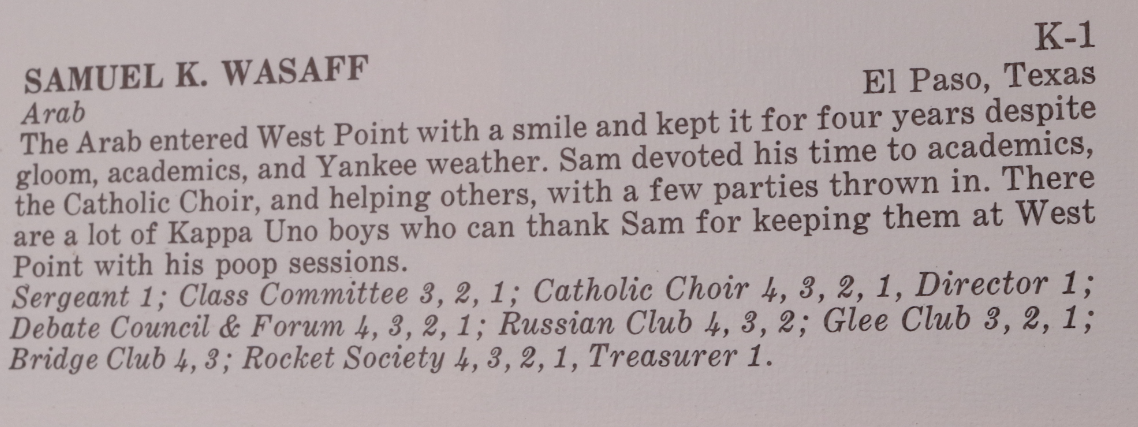 K-1
SAMUEL K. WASAFF
El Paso, Texas
Arab
The Arab entered West Point with a smile and kept it for four years despite
gloom, academics, and Yankee weather. Sam devoted his time to academics,
the Catholic Choir, and helping others, with a few parties thrown in. There
are a lot of Kappa Uno boys who can thank Sam for keeping them at West
Point with his poop sessions.
Sergeant 1; Class Committee 3, 2, 1; Catholic Choir 4, 3, 2, 1, Director 1;
Debate Council & Forum 4, 3, 2, 1; Russian Club 4, 3, 2; Glee Club 3, 2, 1;
Bridge Club 4, 3; Rocket Society 4, 3, 2, 1, Treasurer 1.